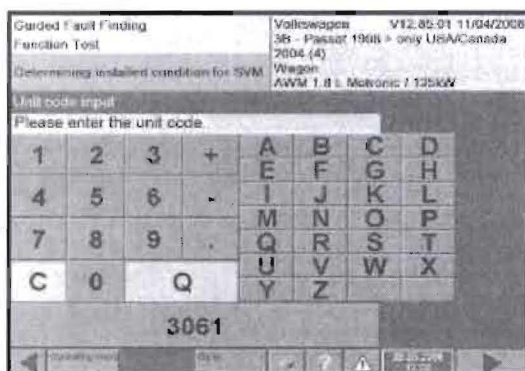 Guided Fault Finding
Function Test
Determining installed condition for SVM
Volkswagen V12.85.01 11/04/2008
3B - Passat 1998 > only USA/Canada
2004 (4)
Wagon
AWM 1.8 L Motronic / 125kW
Unit code input
Please enter the unit code
1 2 3 + A B C D
E F G H
4 5 6 - I J K L
M N O P
7 8 9 . Q R S T
U V W X
C 0 Q Y Z
3061
?